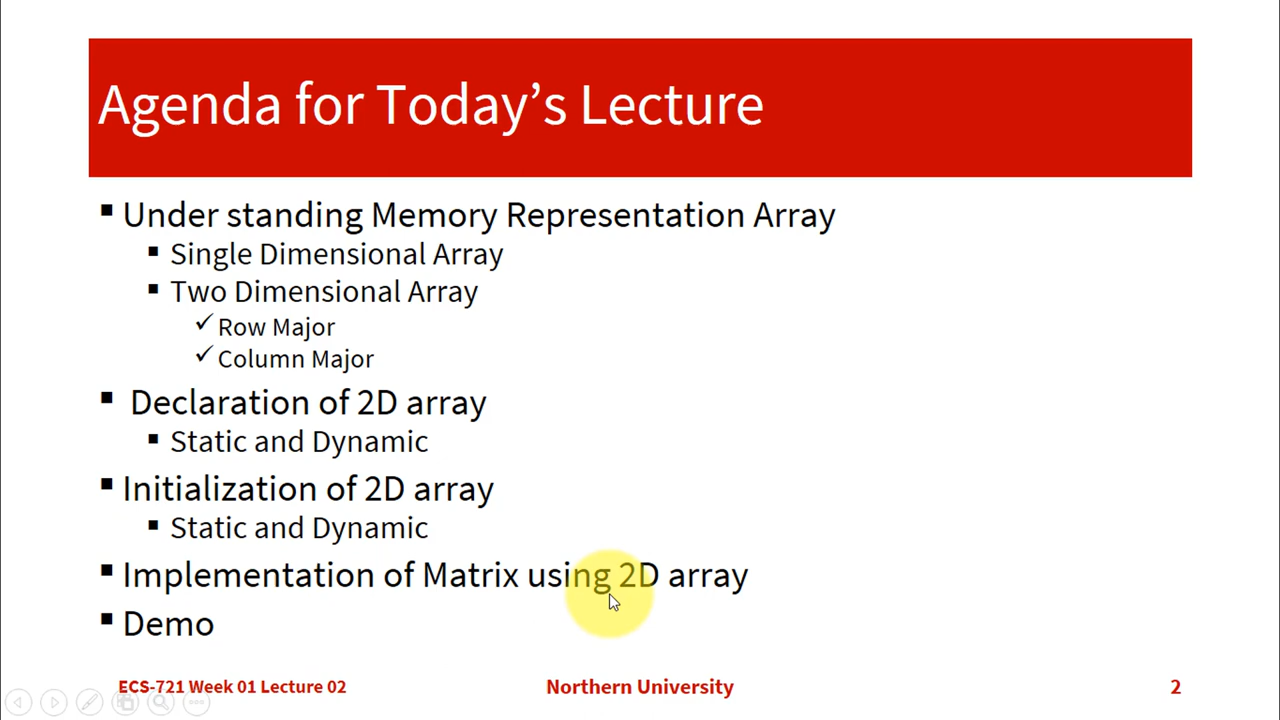 Agenda for Today’s Lecture
Under standing Memory Representation Array
Single Dimensional Array
Two Dimensional Array
Row Major
Column Major
Declaration of 2D array
Static and Dynamic
Initialization of 2D array
Static and Dynamic
Implementation of Matrix using 2D array
Demo
ECS-721 Week 01 Lecture 02
Northern University
2